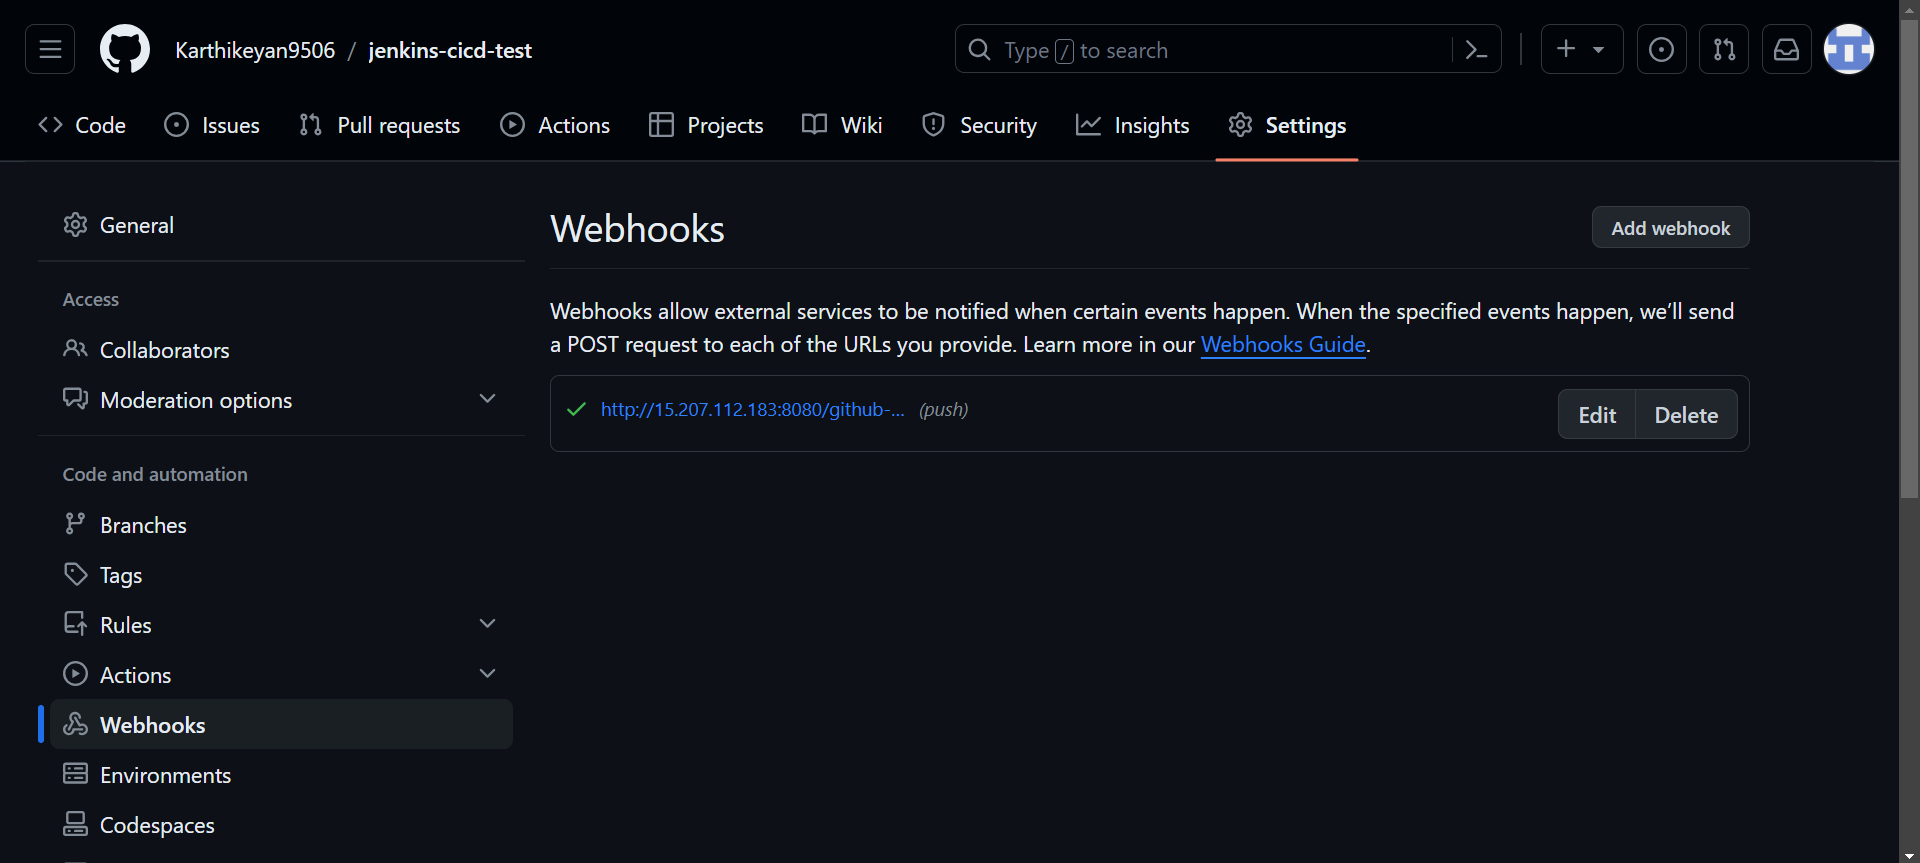 Karthikeyan9506 / jenkins-cicd-test
Type / to search
Code
Issues
Pull requests
Actions
Projects
Wiki
Security
Insights
Settings
General
Access
Collaborators
Moderation options
Code and automation
Branches
Tags
Rules
Actions
Webhooks
Environments
Codespaces
Webhooks
Add webhook
Webhooks allow external services to be notified when certain events happen. When the specified events happen, we’ll send
a POST request to each of the URLs you provide. Learn more in our Webhooks Guide.
http://15.207.112.183:8080/github-... (push)
Edit
Delete